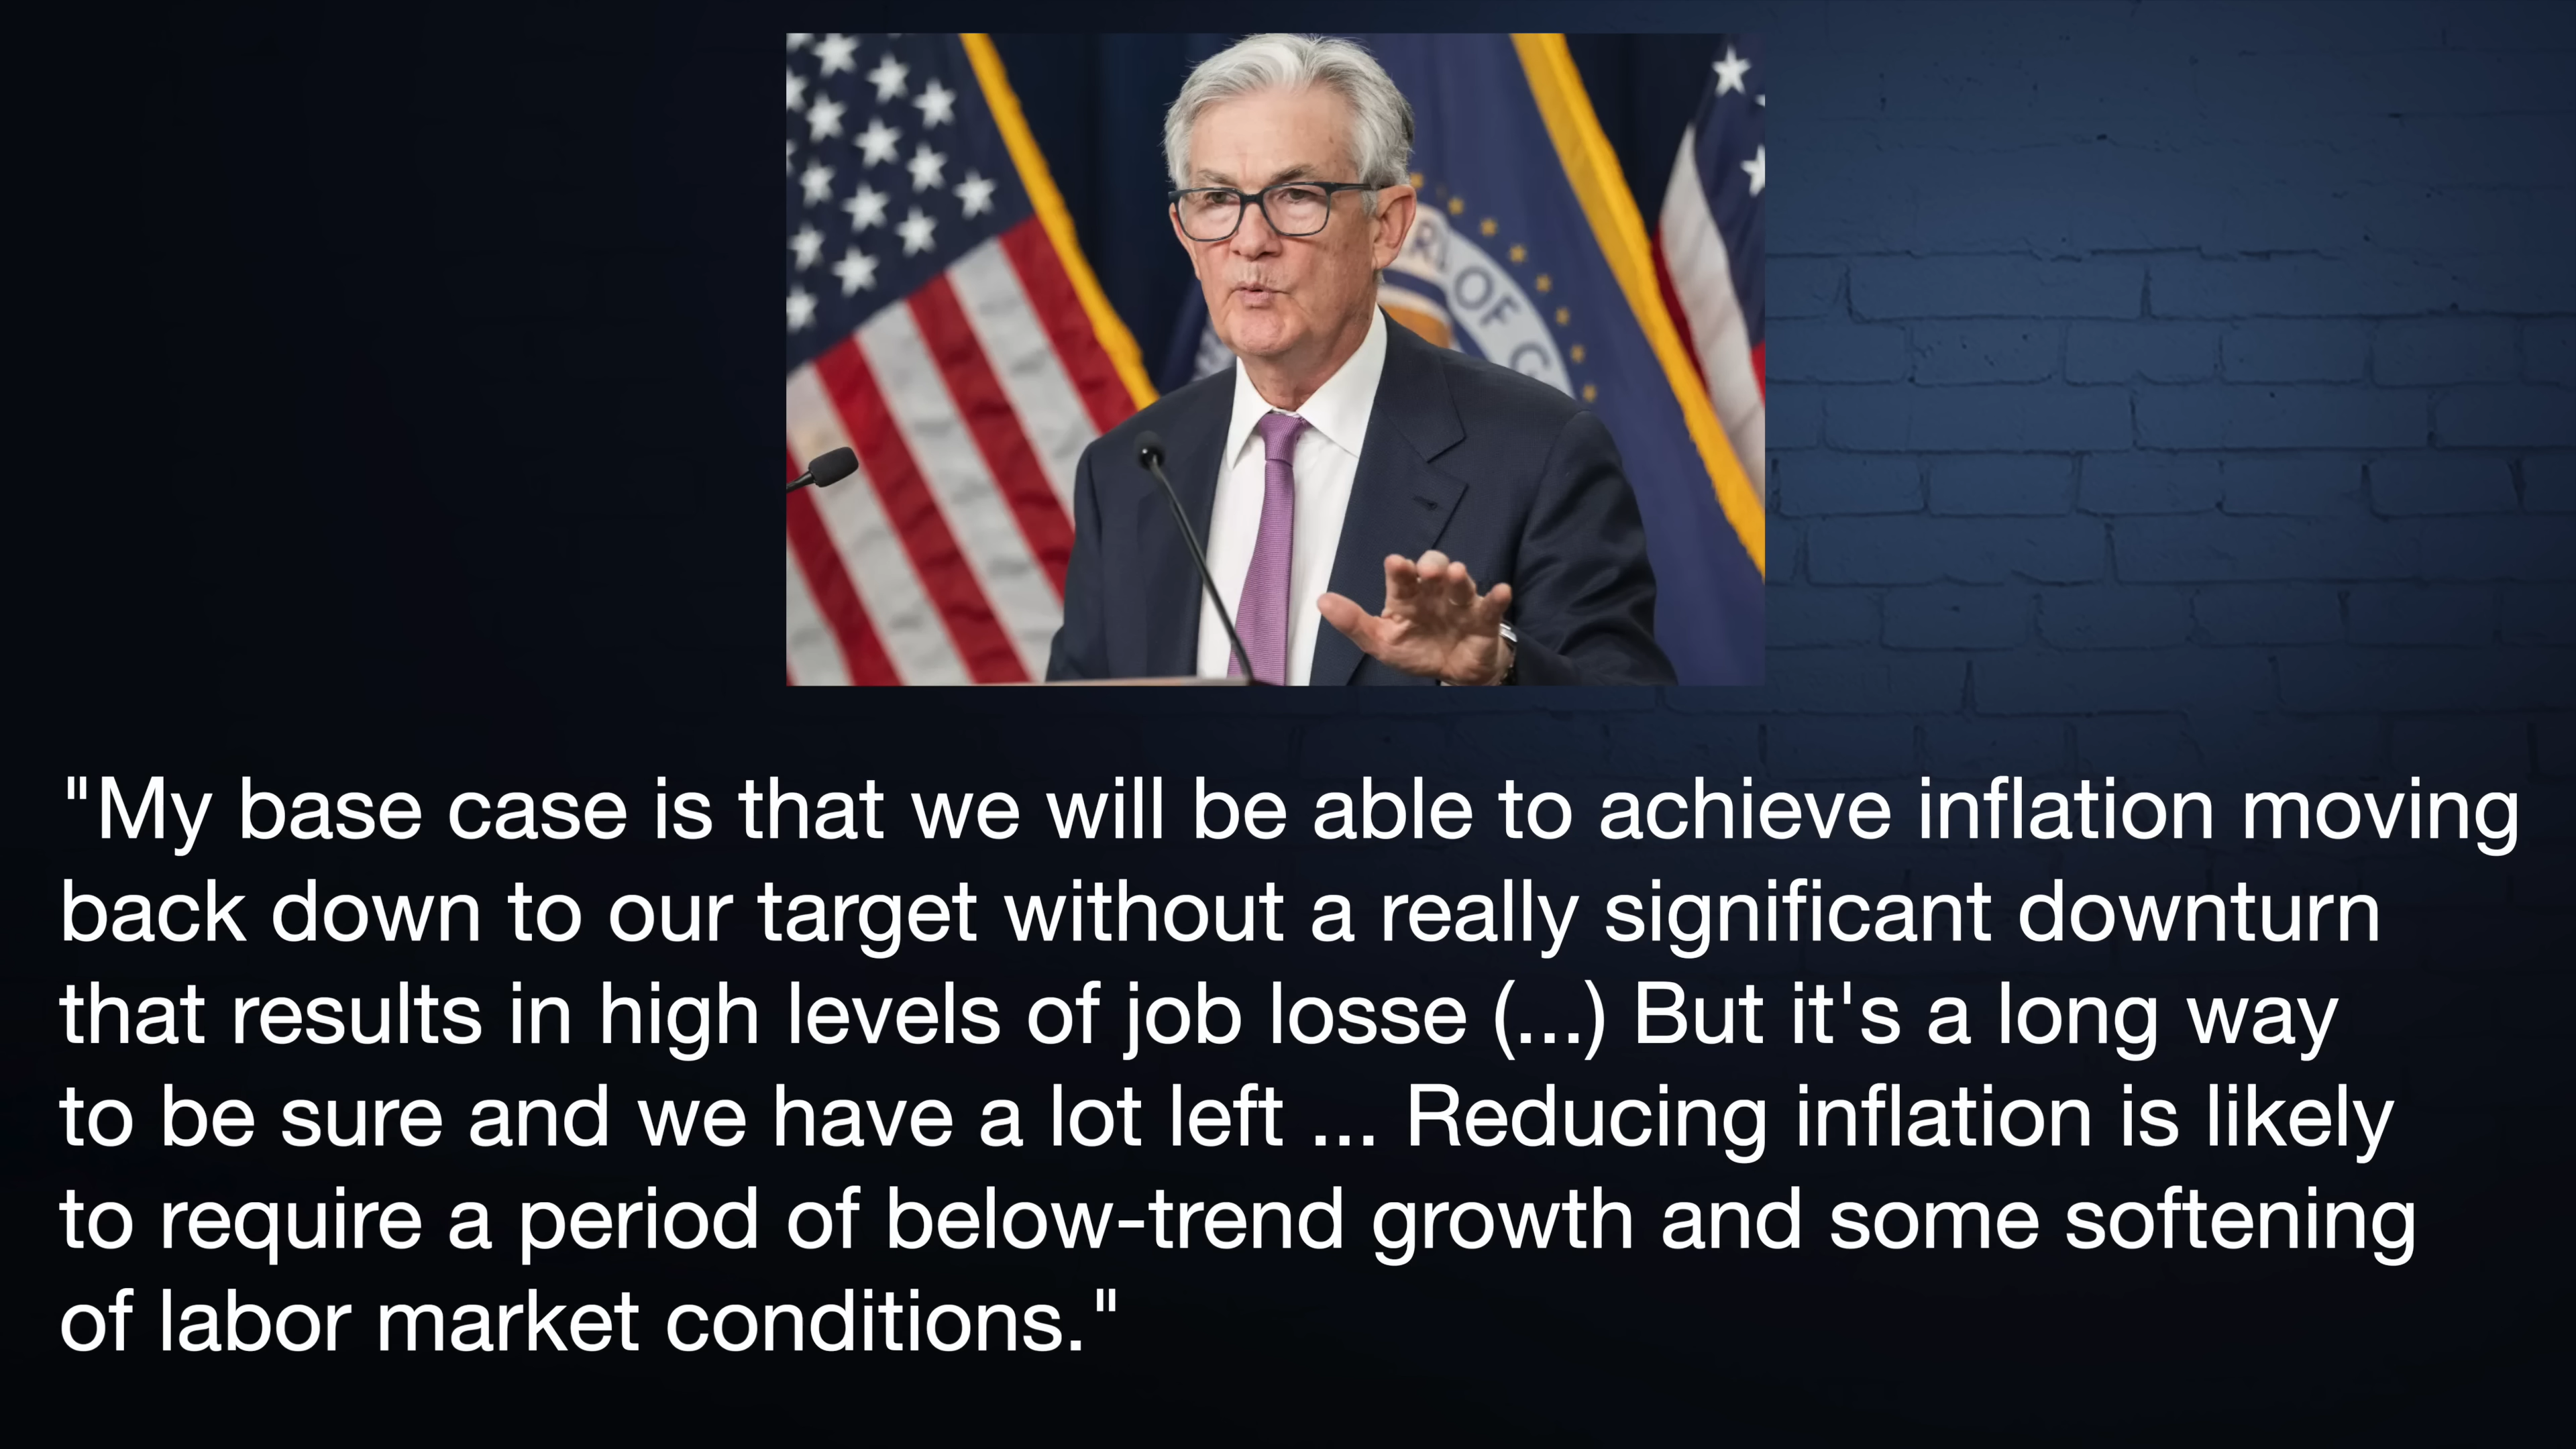 RD OF G
"My base case is that we will be able to achieve inflation moving
back down to our target without a really significant downturn
that results in high levels of job losse (...) But it's a long way
to be sure and we have a lot left ... Reducing inflation is likely
to require a period of below-trend growth and some softening
of labor market conditions."